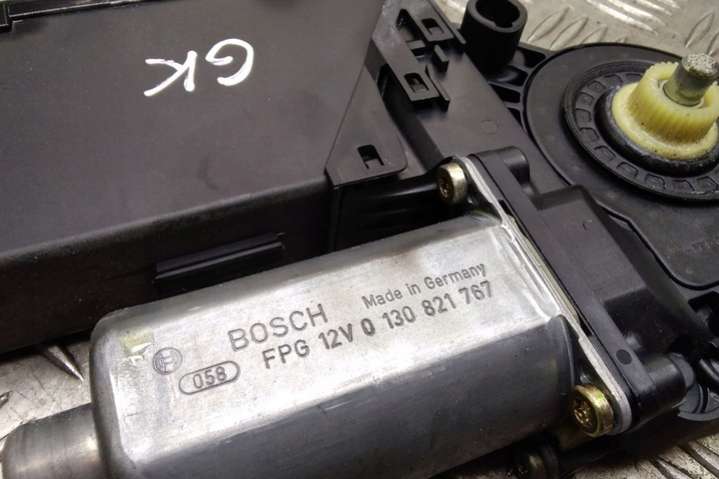 GK
BOSCH Made in Germany
058 FPG 12V 0 130 821 767